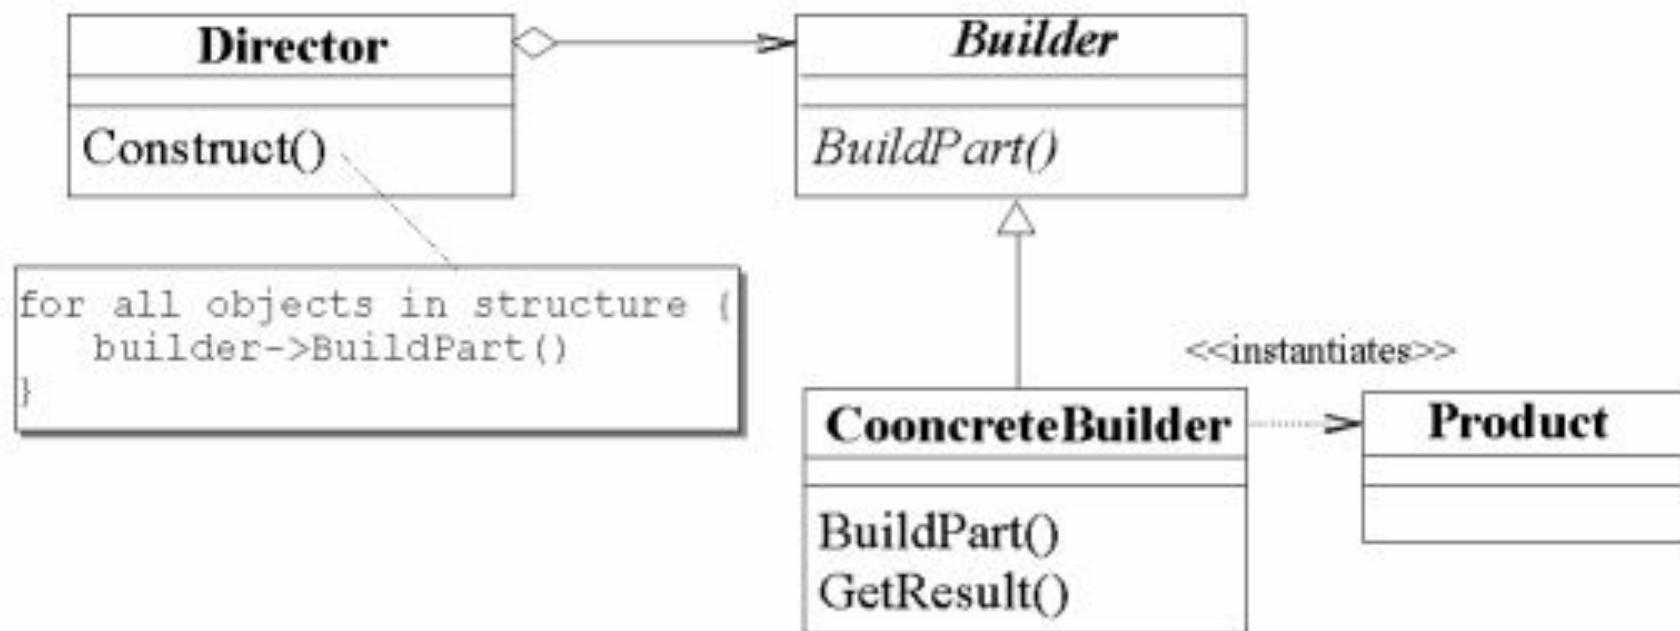 Director
Builder
Construct()
BuildPart()
for all objects in structure {
builder->BuildPart()
}
<<instantiates>>
CooncreteBuilder
Product
BuildPart()
GetResult()